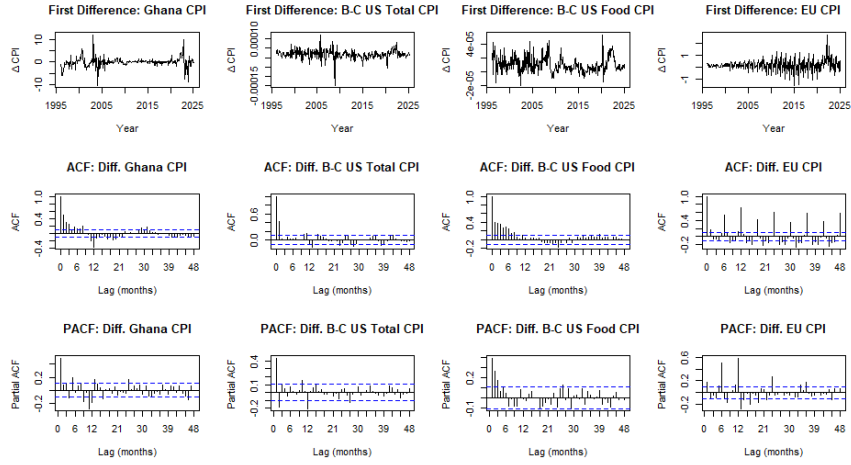 First Difference: Ghana CPI
First Difference: B-C US Total CPI
First Difference: B-C US Food CPI
First Difference: EU CPI
Δ CPI
-10 0 10
1995 2005 2015 2025
Year
Δ CPI
-0.00015 0.00010
1995 2005 2015 2025
Year
Δ CPI
-2e-05 4e-05
1995 2005 2015 2025
Year
Δ CPI
-1 1
1995 2005 2015 2025
Year
ACF: Diff. Ghana CPI
ACF: Diff. B-C US Total CPI
ACF: Diff. B-C US Food CPI
ACF: Diff. EU CPI
ACF
-0.4 0.4 1.0
0 6 12 21 30 39 48
Lag (months)
ACF
0.0 0.6
0 6 12 21 30 39 48
Lag (months)
ACF
-0.2 0.4 1.0
0 6 12 21 30 39 48
Lag (months)
ACF
-0.2 0.4 1.0
0 6 12 21 30 39 48
Lag (months)
PACF: Diff. Ghana CPI
PACF: Diff. B-C US Total CPI
PACF: Diff. B-C US Food CPI
PACF: Diff. EU CPI
Partial ACF
-0.2 0.2
0 6 12 21 30 39 48
Lag (months)
Partial ACF
-0.2 0.1 0.4
0 6 12 21 30 39 48
Lag (months)
Partial ACF
-0.1 0.2
0 6 12 21 30 39 48
Lag (months)
Partial ACF
-0.2 0.2 0.6
0 6 12 21 30 39 48
Lag (months)